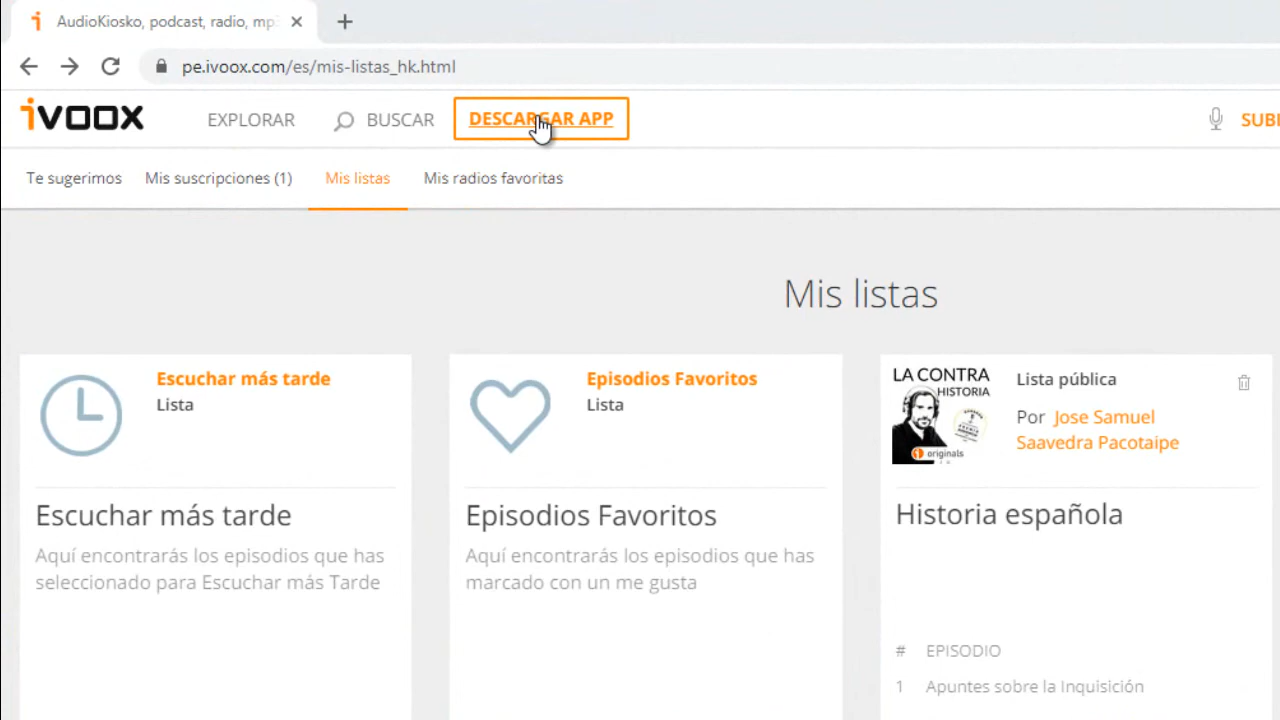 AudioKiosko, podcast, radio, mp
pe.ivoox.com/es/mis-listas_hk.html
iVOOX EXPLORAR BUSCAR DESCARGAR APP SUBI
Te sugerimos Mis suscripciones (1) Mis listas Mis radios favoritas
Mis listas
Escuchar más tarde
Lista
Escuchar más tarde
Aquí encontrarás los episodios que has
seleccionado para Escuchar más Tarde
Episodios Favoritos
Lista
Episodios Favoritos
Aquí encontrarás los episodios que has
marcado con un me gusta
LA CONTRA
HISTORIA
originals
Lista pública
Por Jose Samuel
Saavedra Pacotaipe
Historia española
# EPISODIO
1 Apuntes sobre la Inquisición